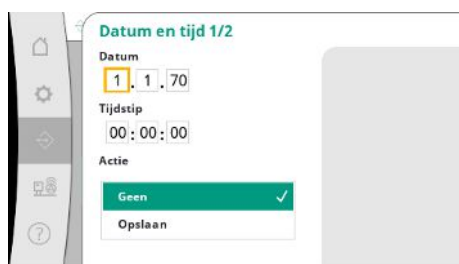 Datum en tijd 1/2
Datum
1. 1. 70
Tijdstip
00: 00: 00
Actie
Geen
Opslaan
?